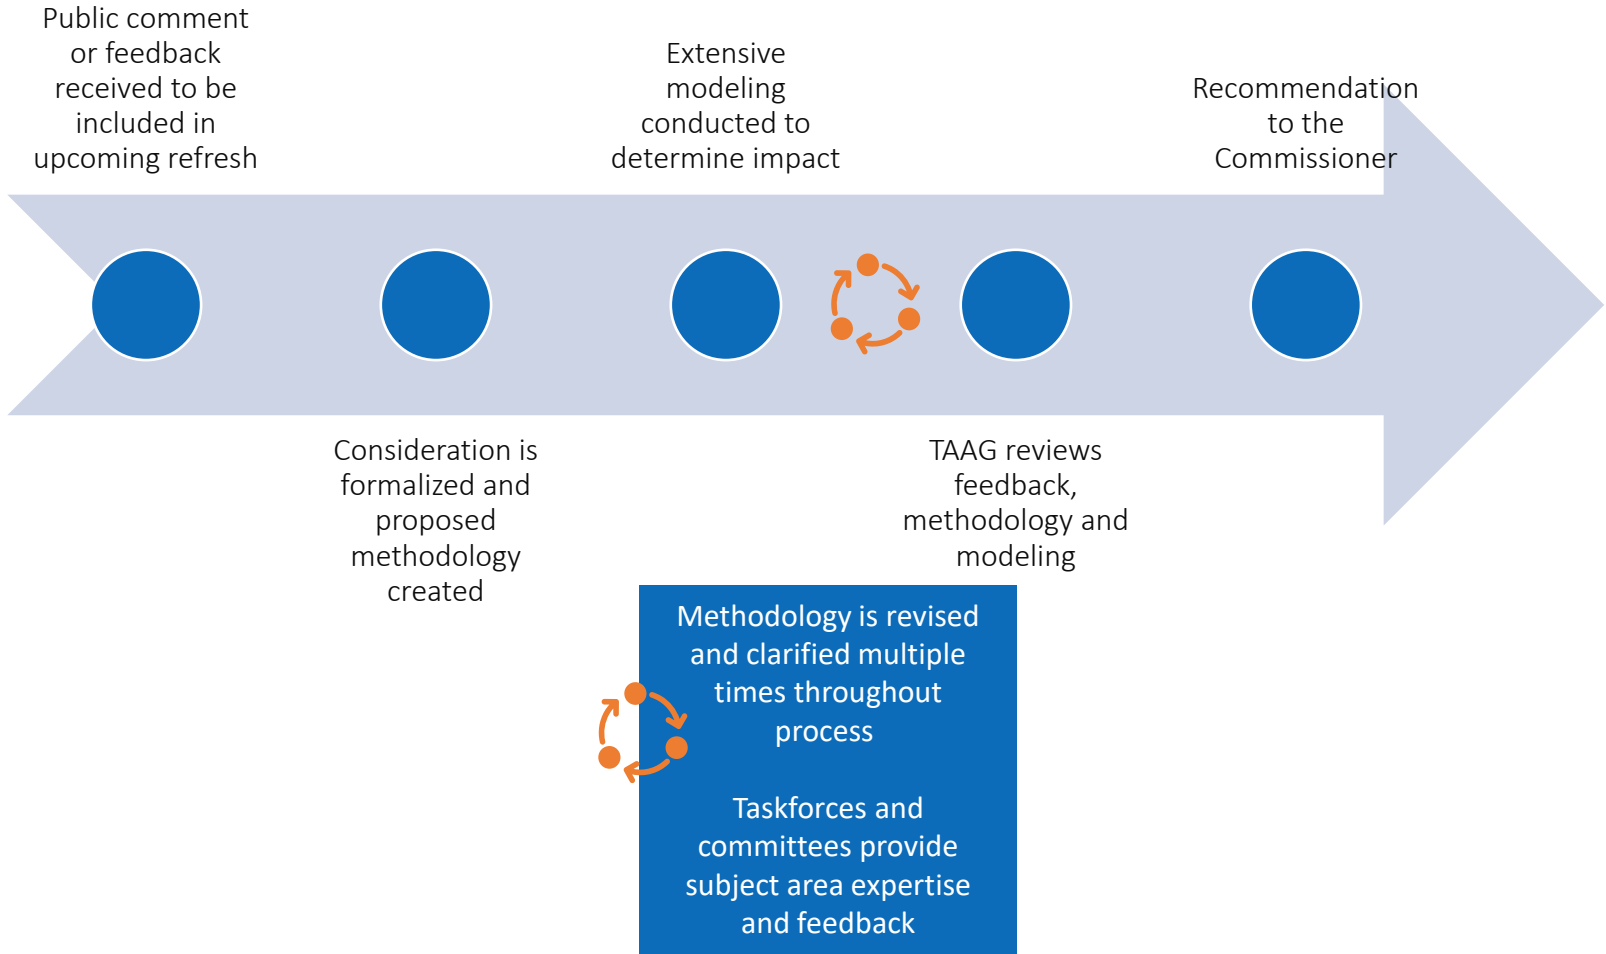 Public comment
or feedback
received to be
included in
upcoming refresh
Consideration is
formalized and
proposed
methodology
created
Extensive
modeling
conducted to
determine impact
TAAG reviews
feedback,
methodology and
modeling
Recommendation
to the
Commissioner
Methodology is revised
and clarified multiple
times throughout
process
Taskforces and
committees provide
subject area expertise
and feedback